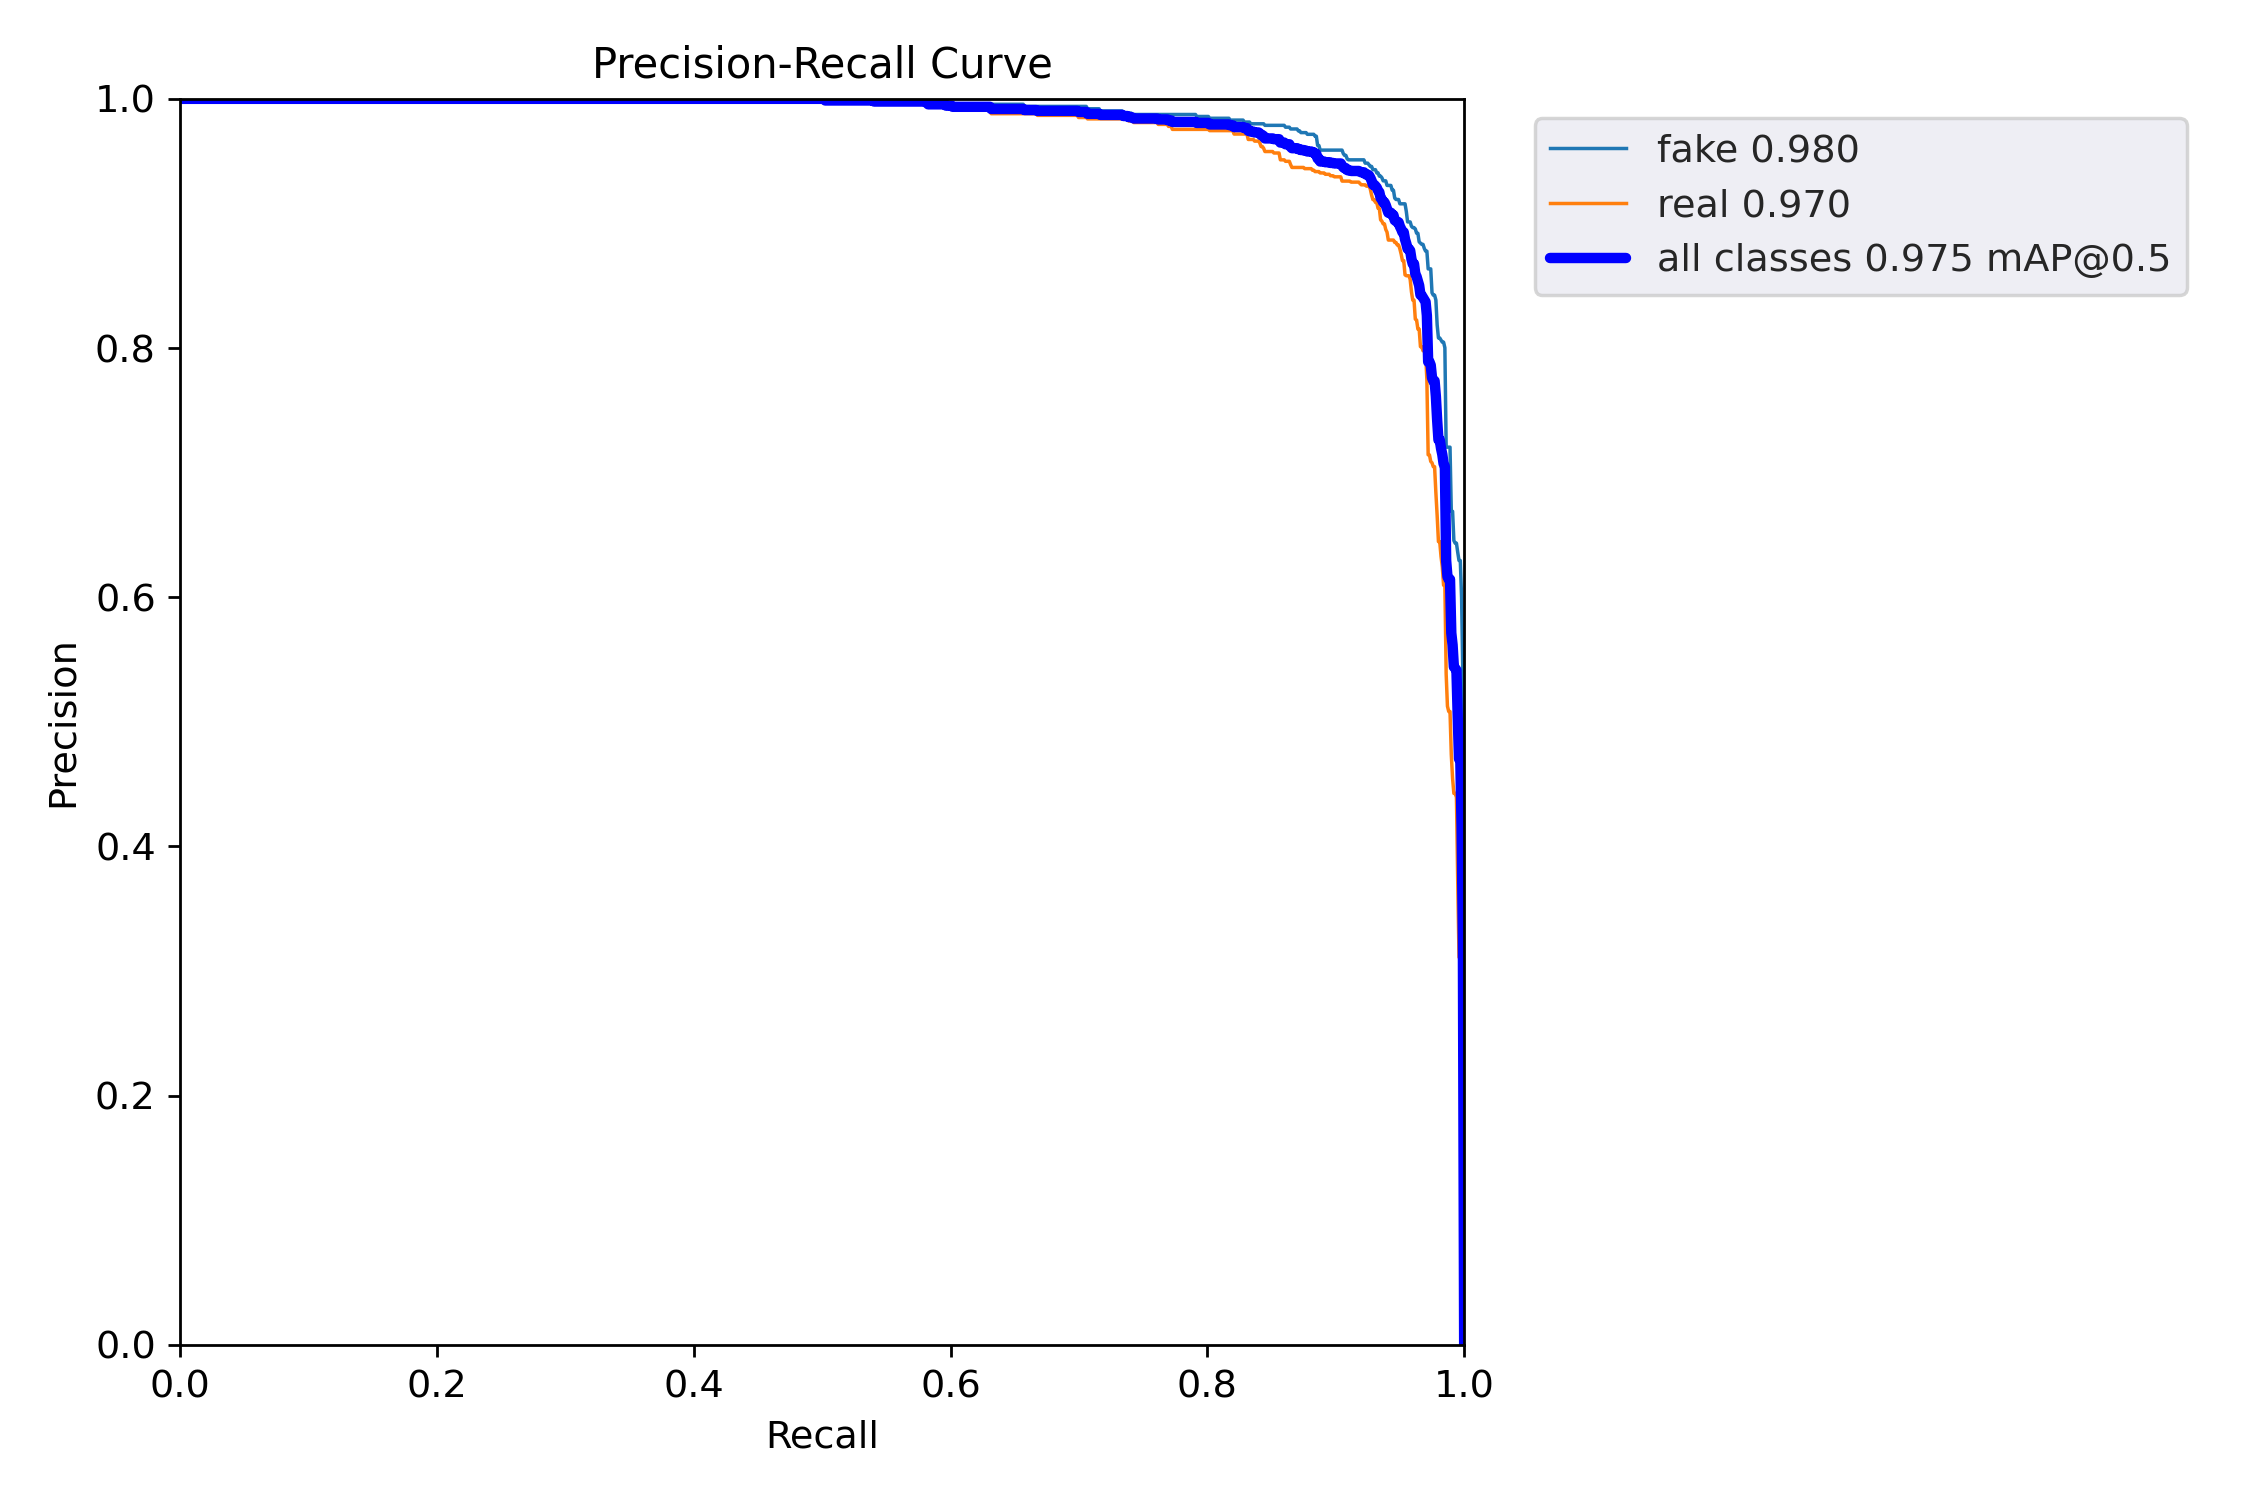 Precision-Recall Curve
fake 0.980
real 0.970
all classes 0.975 mAP@0.5
Precision
1.0
0.8
0.6
0.4
0.2
0.0
0.0 0.2 0.4 0.6 0.8 1.0
Recall